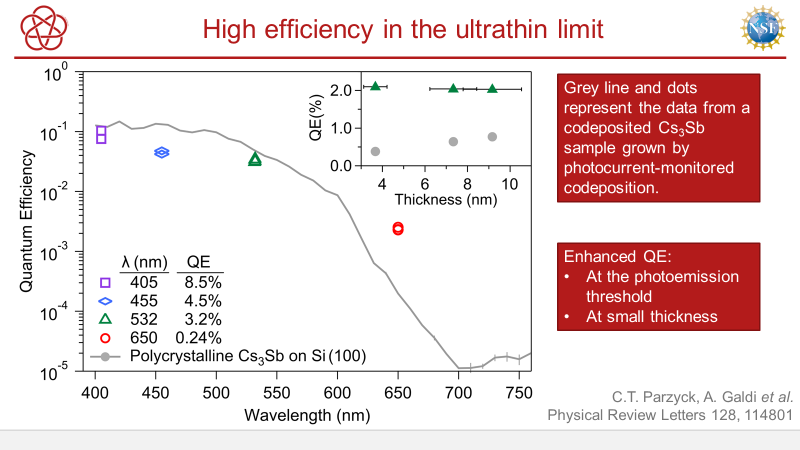 High efficiency in the ultrathin limit
NSF
10⁰
10⁻¹
10⁻²
10⁻³
10⁻⁴
10⁻⁵
Quantum Efficiency
400 450 500 550 600 650 700 750
Wavelength (nm)
λ (nm) QE
405 8.5%
455 4.5%
532 3.2%
650 0.24%
Polycrystalline Cs₃Sb on Si (100)
QE(%)
2.0
1.0
0.0
4 6 8 10
Thickness (nm)
Grey line and dots
represent the data from a
codeposited Cs₃Sb
sample grown by
photocurrent-monitored
codeposition.
Enhanced QE:
• At the photoemission
threshold
• At small thickness
C.T. Parzyck, A. Galdi et al.
Physical Review Letters 128, 114801